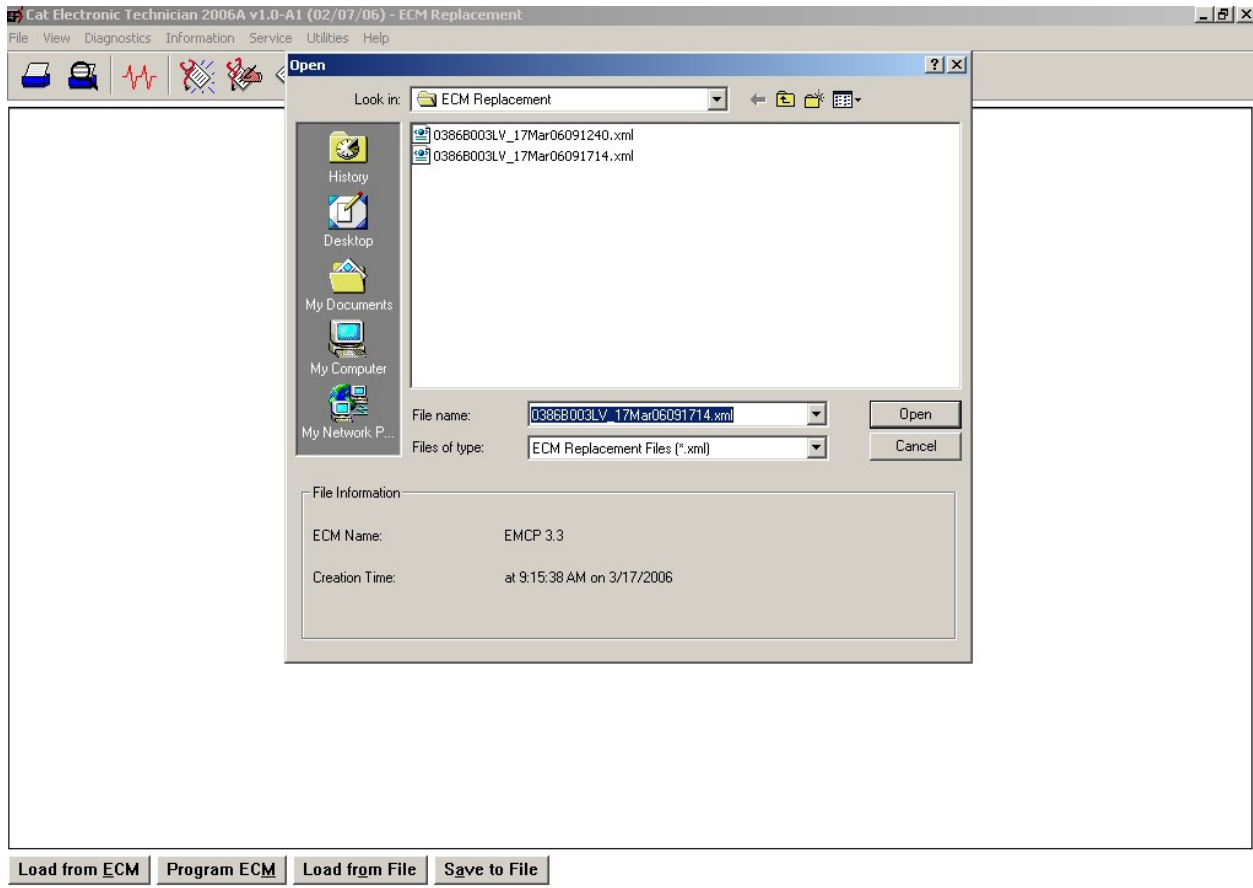 Cat Electronic Technician 2006A v1.0-A1 (02/07/06) - ECM Replacement
File View Diagnostics Information Service Utilities Help
Open
Look in: ECM Replacement
0386B003LV_17Mar06091240.xml
0386B003LV_17Mar06091714.xml
History
Desktop
My Documents
My Computer
My Network P...
File name: 0386B003LV_17Mar06091714.xml Open
Files of type: ECM Replacement Files (*.xml) Cancel
File Information
ECM Name: EMCP 3.3
Creation Time: at 9:15:38 AM on 3/17/2006
Load from ECM Program ECM Load from File Save to File